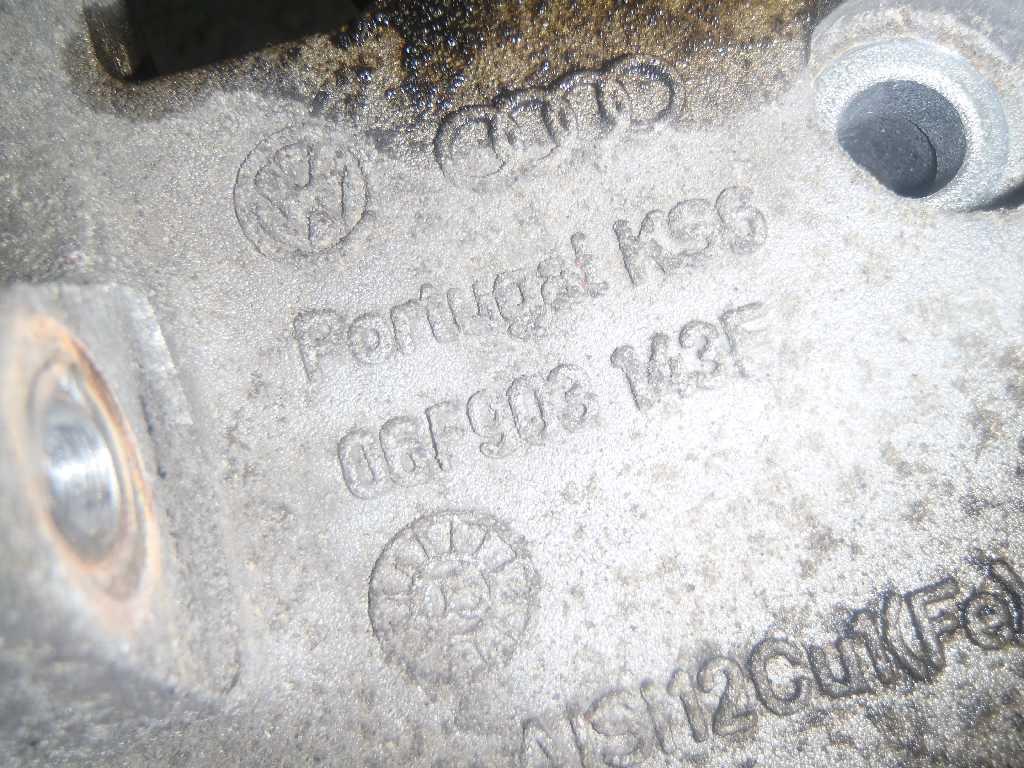 Portugal KS6
06F903 143F
AlSi12Cu1(Fe)